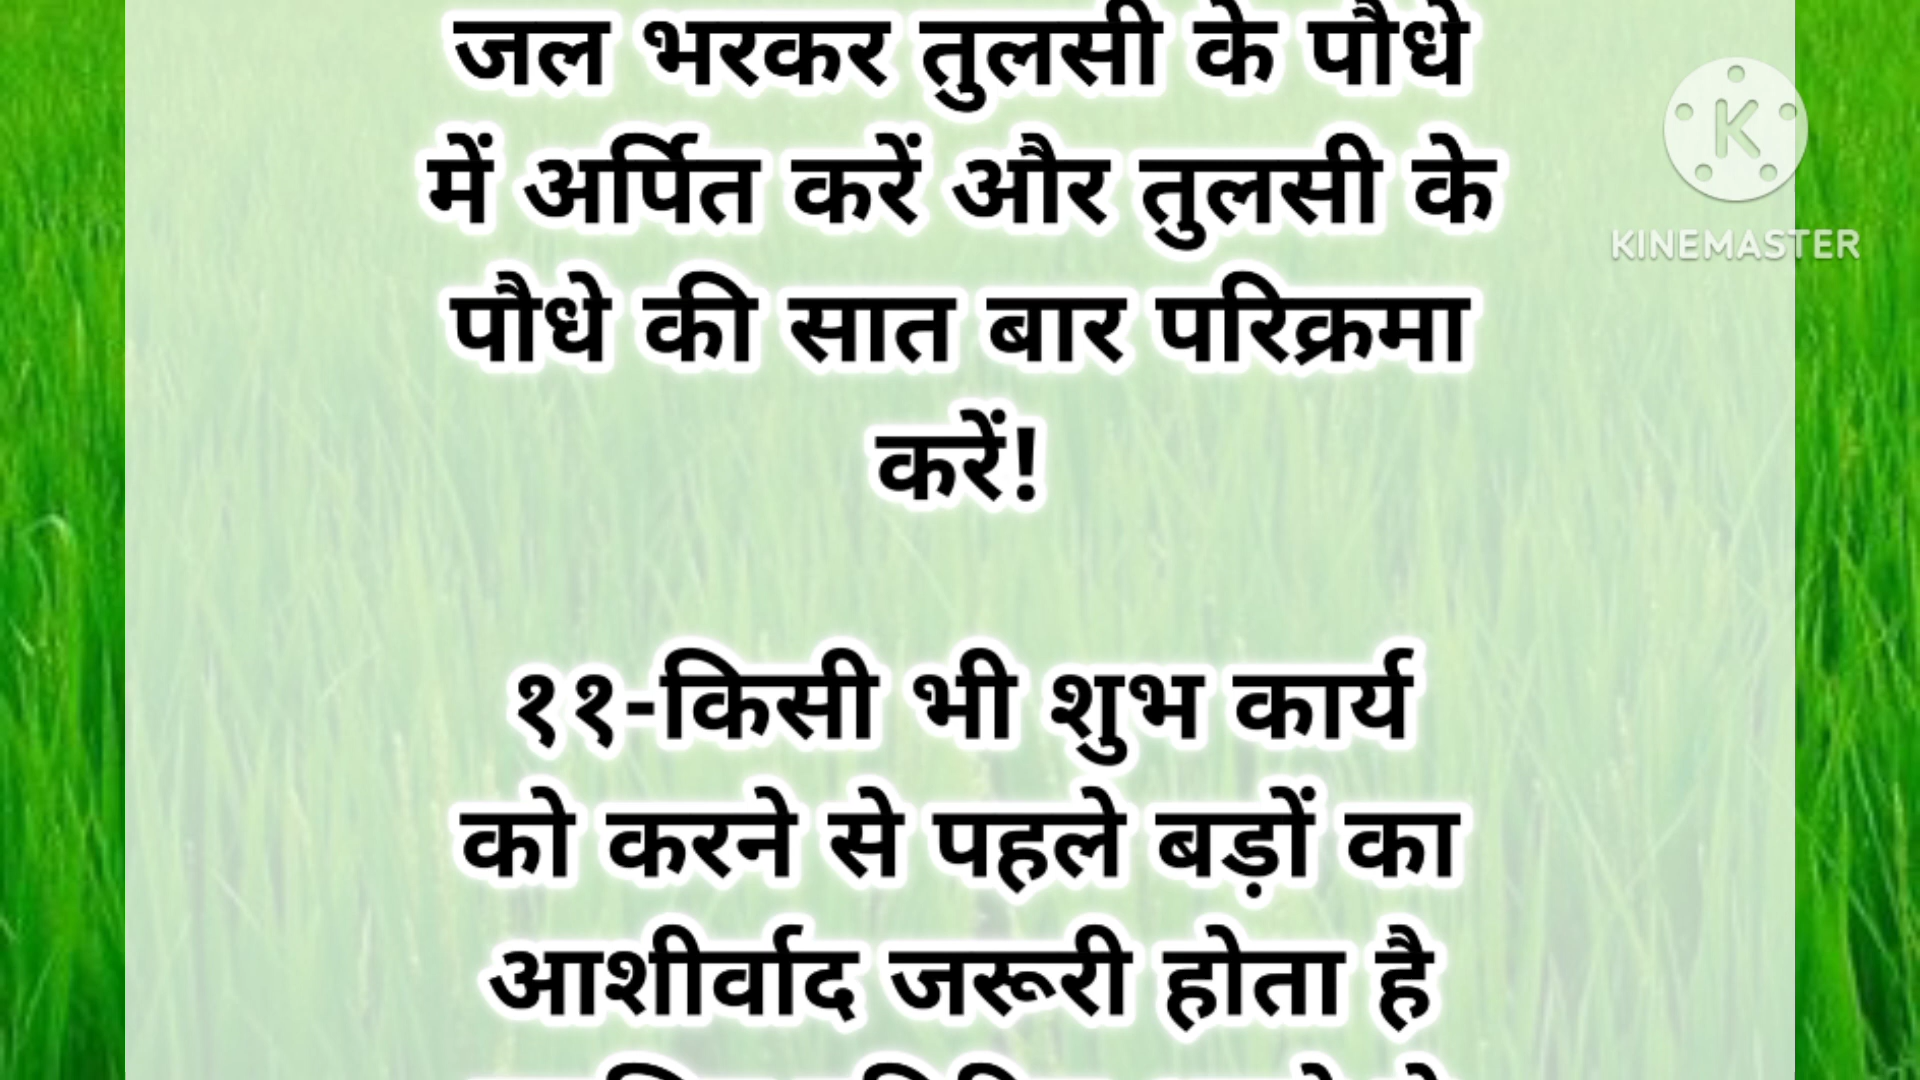 जल भरकर तुलसी के पौधे
में अर्पित करें और तुलसी के
पौधे की सात बार परिक्रमा
करें!
११-किसी भी शुभ कार्य
को करने से पहले बड़ों का
आशीर्वाद जरूरी होता है
K
KINEMASTER